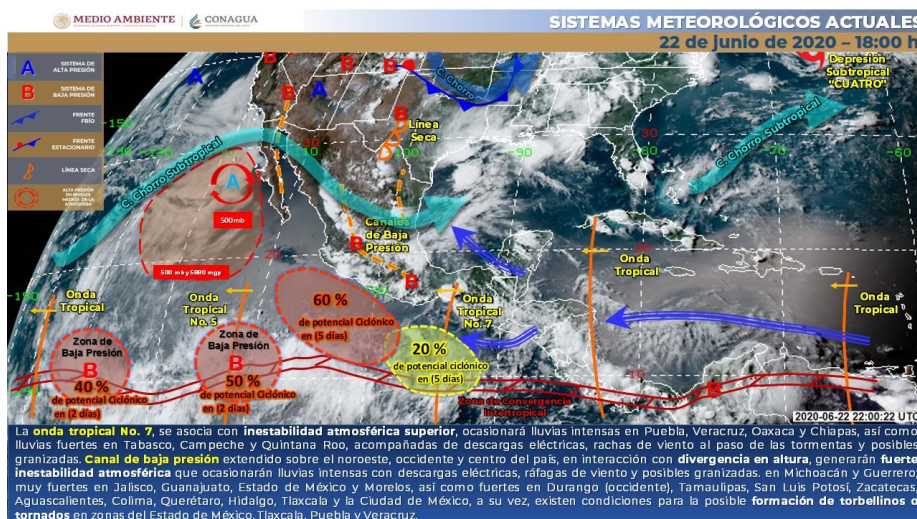 MEDIO AMBIENTE
CONAGUA
SISTEMAS METEOROLÓGICOS ACTUALES
22 de junio de 2020 – 18:00 h
A SISTEMA DE ALTA PRESIÓN
B SISTEMA DE BAJA PRESIÓN
FRENTE FRÍO
FRENTE ESTACIONARIO
LÍNEA SECA
ALTA PRESIÓN EN NIVELES MEDIOS DE LA ATMÓSFERA
A
B
B
B
A
B
B
C. Chorro
Depresión
Subtropical
"CUATRO"
Línea
Seca
C. Chorro Subtropical
C. Chorro Subtropical
A
500mb
500 mb y 5880 mgp
Canales
de Baja
Presión
B
B
30
-100
-80
-70
-60
20
20
10
Onda
Tropical
Onda
Tropical
No. 5
Onda
Tropical
No. 7
Onda
Tropical
Onda
Tropical
Zona de
Baja Presión
B
40 %
de potencial Ciclónico
en (2 días)
Zona de
Baja Presión
B
50 %
de potencial Ciclónico
en (2 días)
60 %
de potencial Ciclónico
en (5 días)
20 %
de potencial ciclónico
en (5 días)
Zona de Convergencia
Intertropical
B
2020-06-22 22:00:22 UTC
La onda tropical No. 7, se asocia con inestabilidad atmosférica superior, ocasionará lluvias intensas en Puebla, Veracruz, Oaxaca y Chiapas, así como
lluvias fuertes en Tabasco, Campeche y Quintana Roo, acompañadas de descargas eléctricas, rachas de viento al paso de las tormentas y posibles
granizadas. Canal de baja presión extendido sobre el noroeste, occidente y centro del país, en interacción con divergencia en altura, generarán fuerte
inestabilidad atmosférica que ocasionarán lluvias intensas con descargas eléctricas, ráfagas de viento y posibles granizadas. en Michoacán y Guerrero,
muy fuertes en Jalisco, Guanajuato, Estado de México y Morelos, así como fuertes en Durango (occidente), Tamaulipas, San Luis Potosí, Zacatecas,
Aguascalientes, Colima, Querétaro, Hidalgo, Tlaxcala y la Ciudad de México, a su vez, existen condiciones para la posible formación de torbellinos o
tornados en zonas del Estado de México, Tlaxcala, Puebla y Veracruz.